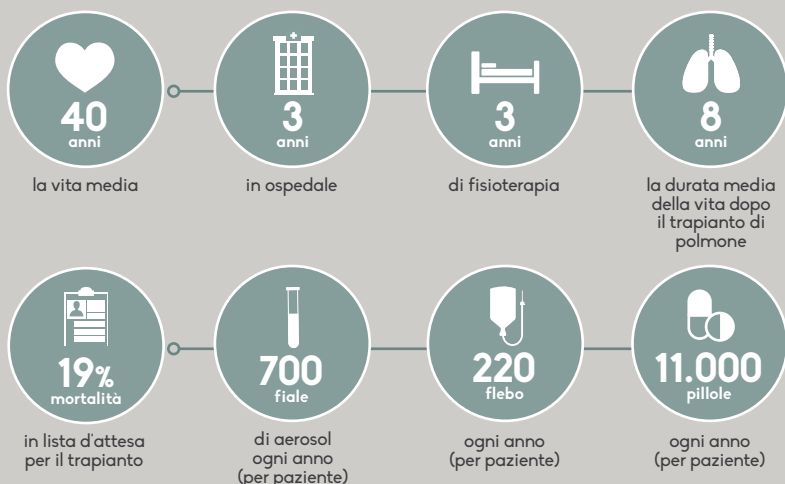 40
anni
la vita media
3
anni
in ospedale
3
anni
di fisioterapia
8
anni
la durata media
della vita dopo
il trapianto di
polmone
19%
mortalità
in lista d'attesa
per il trapianto
700
fiale
di aerosol
ogni anno
(per paziente)
220
flebo
ogni anno
(per paziente)
11.000
pillole
ogni anno
(per paziente)